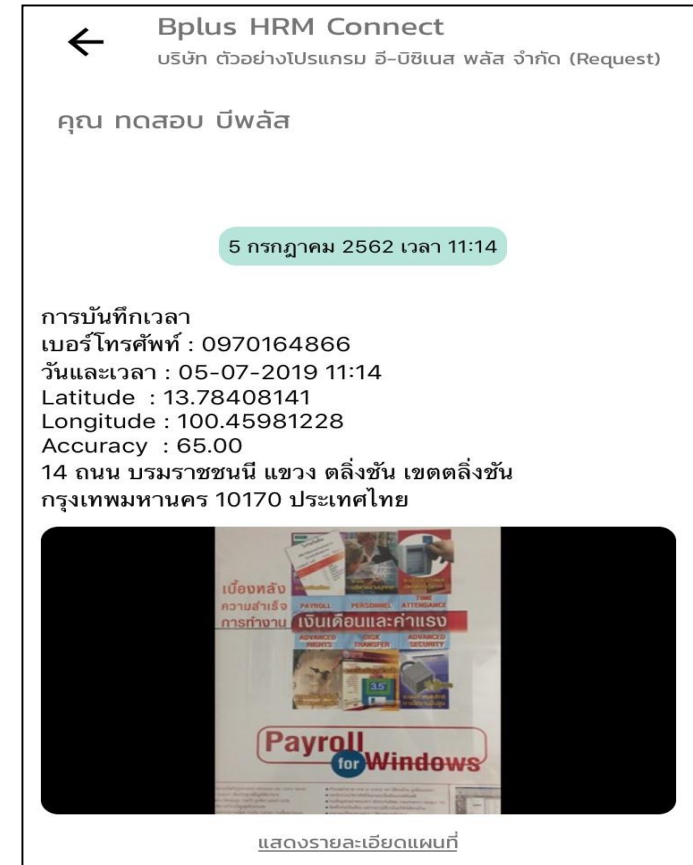 Bplus HRM Connect
บริษัท ตัวอย่างโปรแกรม อี-บิซิเนส พลัส จำกัด (Request)
คุณ ทดสอบ บีพลัส
5 กรกฎาคม 2562 เวลา 11:14
การบันทึกเวลา
เบอร์โทรศัพท์ : 0970164866
วันและเวลา : 05-07-2019 11:14
Latitude : 13.78408141
Longitude : 100.45981228
Accuracy : 65.00
14 ถนน บรมราชชนนี แขวง ตลิ่งชัน เขตตลิ่งชัน
กรุงเทพมหานคร 10170 ประเทศไทย
เบื้องหลัง
ความสำเร็จ
การทำงาน
PAYROLL PERSONNEL TIME ATTENDANCE
เงินเดือนและค่าแรง
ADVANCED RIGHTS DISK TRANSFER ADVANCED SECURITY
3.5"
Payroll
for Windows
แสดงรายละเอียดแผนที่